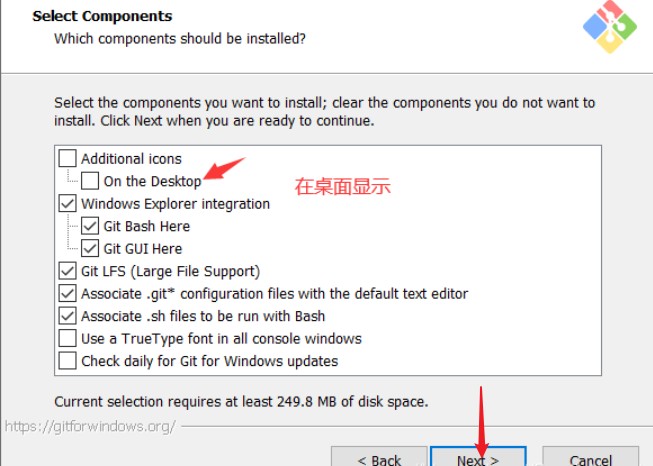 Select Components
Which components should be installed?
Select the components you want to install; clear the components you do not want to
install. Click Next when you are ready to continue.
Additional icons
On the Desktop
在桌面显示
Windows Explorer integration
Git Bash Here
Git GUI Here
Git LFS (Large File Support)
Associate .git* configuration files with the default text editor
Associate .sh files to be run with Bash
Use a TrueType font in all console windows
Check daily for Git for Windows updates
Current selection requires at least 249.8 MB of disk space.
https://gitforwindows.org/
< Back
Next >
Cancel